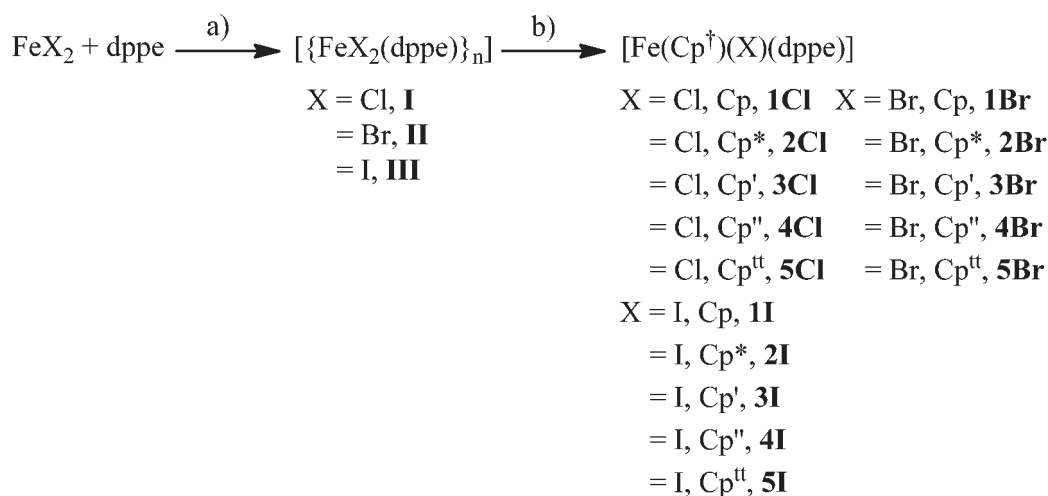 a) b)
FeX₂ + dppe [{FeX₂(dppe)}ₙ] [Fe(Cp†)(X)(dppe)]
X = Cl, I X = Cl, Cp, 1Cl X = Br, Cp, 1Br
= Br, II = Cl, Cp*, 2Cl = Br, Cp*, 2Br
= I, III = Cl, Cp', 3Cl = Br, Cp', 3Br
= Cl, Cp", 4Cl = Br, Cp", 4Br
= Cl, Cpᵗᵗ, 5Cl = Br, Cpᵗᵗ, 5Br
X = I, Cp, 1I
= I, Cp*, 2I
= I, Cp', 3I
= I, Cp", 4I
= I, Cpᵗᵗ, 5I